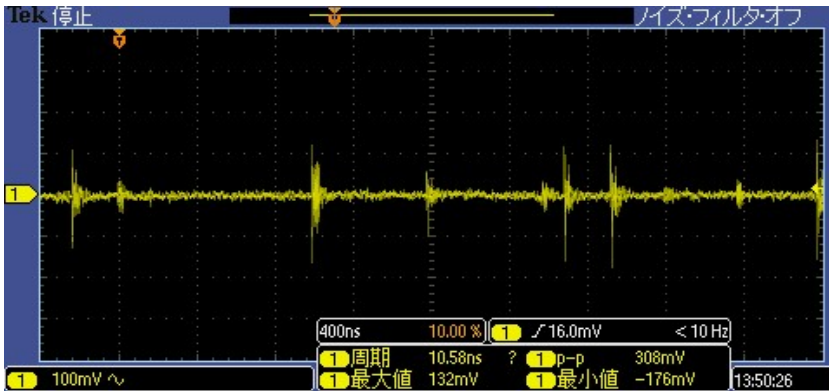 Tek 停止 ノイズ・フィルタ・オフ
T
1
400ns 10.00 % 1 16.0mV < 10 Hz
1 周期 10.58ns ? 1 p-p 308mV
1 最大値 132mV 1 最小値 -176mV
1 100mV 13:50:26